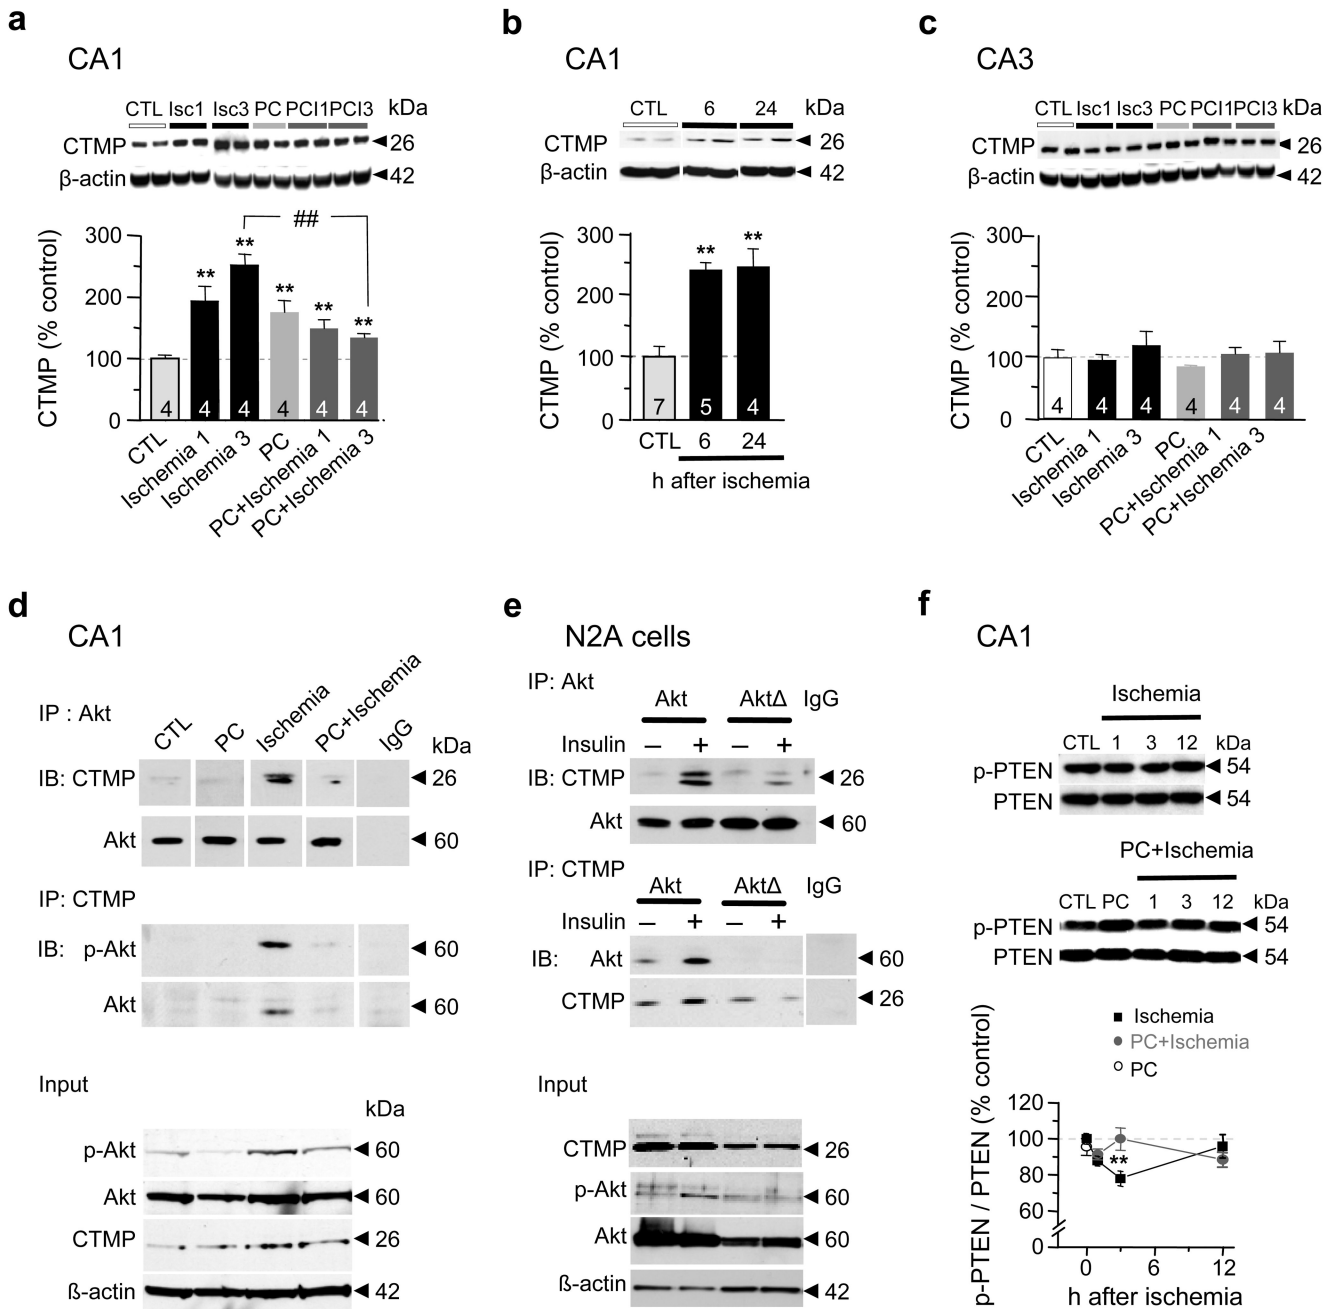 a
CA1
CTL Isc1 Isc3 PC PCI1 PCI3 kDa
CTMP 26
β-actin 42
##
CTMP (% control)
300
200
100
0
** ** ** ** **
4 4 4 4 4 4
CTL
Ischemia 1
Ischemia 3
PC
PC+Ischemia 1
PC+Ischemia 3
b
CA1
CTL 6 24 kDa
CTMP 26
β-actin 42
CTMP (% control)
300
200
100
0
** **
7 5 4
CTL 6 24
h after ischemia
c
CA3
CTL Isc1 Isc3 PC PCI1 PCI3 kDa
CTMP 26
β-actin 42
CTMP (% control)
300
200
100
0
4 4 4 4 4 4
CTL
Ischemia 1
Ischemia 3
PC
PC+Ischemia 1
PC+Ischemia 3
d
CA1
IP : Akt
CTL PC Ischemia PC+Ischemia IgG kDa
IB: CTMP 26
Akt 60
IP: CTMP
IB: p-Akt 60
Akt 60
Input
kDa
p-Akt 60
Akt 60
CTMP 26
ß-actin 42
e
N2A cells
IP: Akt
Akt AktΔ IgG
Insulin – + – +
IB: CTMP 26
Akt 60
IP: CTMP
Akt AktΔ IgG
Insulin – + – +
IB: Akt 60
CTMP 26
Input
CTMP 26
p-Akt 60
Akt 60
ß-actin 42
f
CA1
Ischemia
CTL 1 3 12 kDa
p-PTEN 54
PTEN 54
PC+Ischemia
CTL PC 1 3 12 kDa
p-PTEN 54
PTEN 54
Ischemia
PC+Ischemia
PC
p-PTEN / PTEN (% control)
120
100
80
60
0
**
0 6 12
h after ischemia